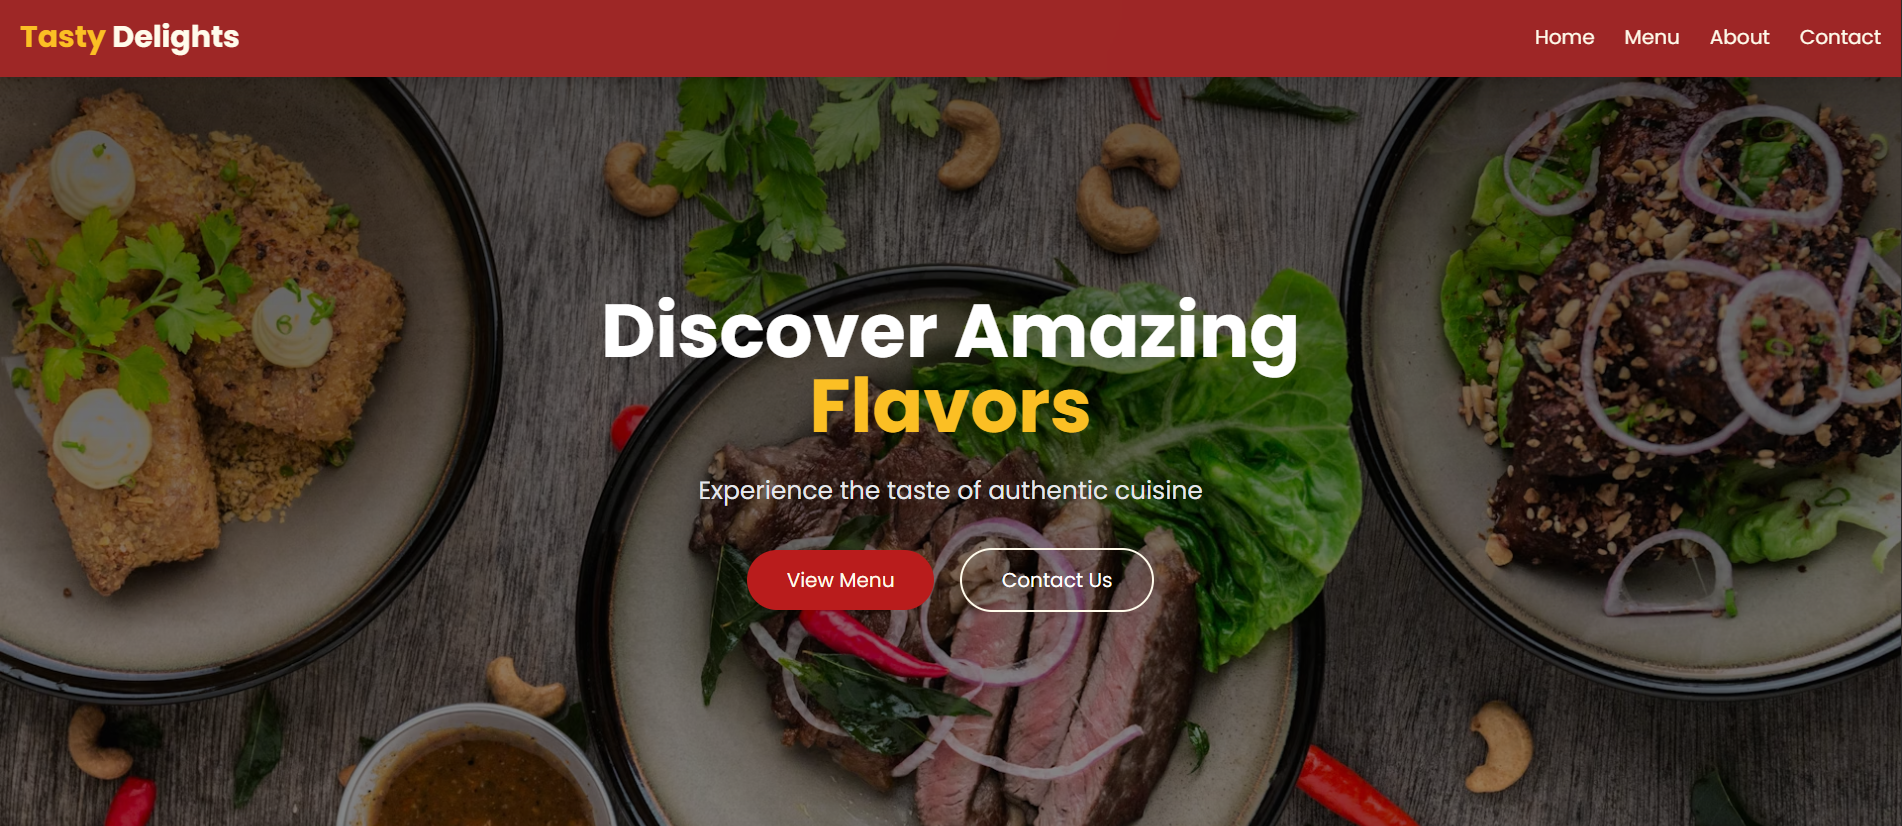 Tasty Delights
Home Menu About Contact
Discover Amazing
Flavors
Experience the taste of authentic cuisine
View Menu
Contact Us